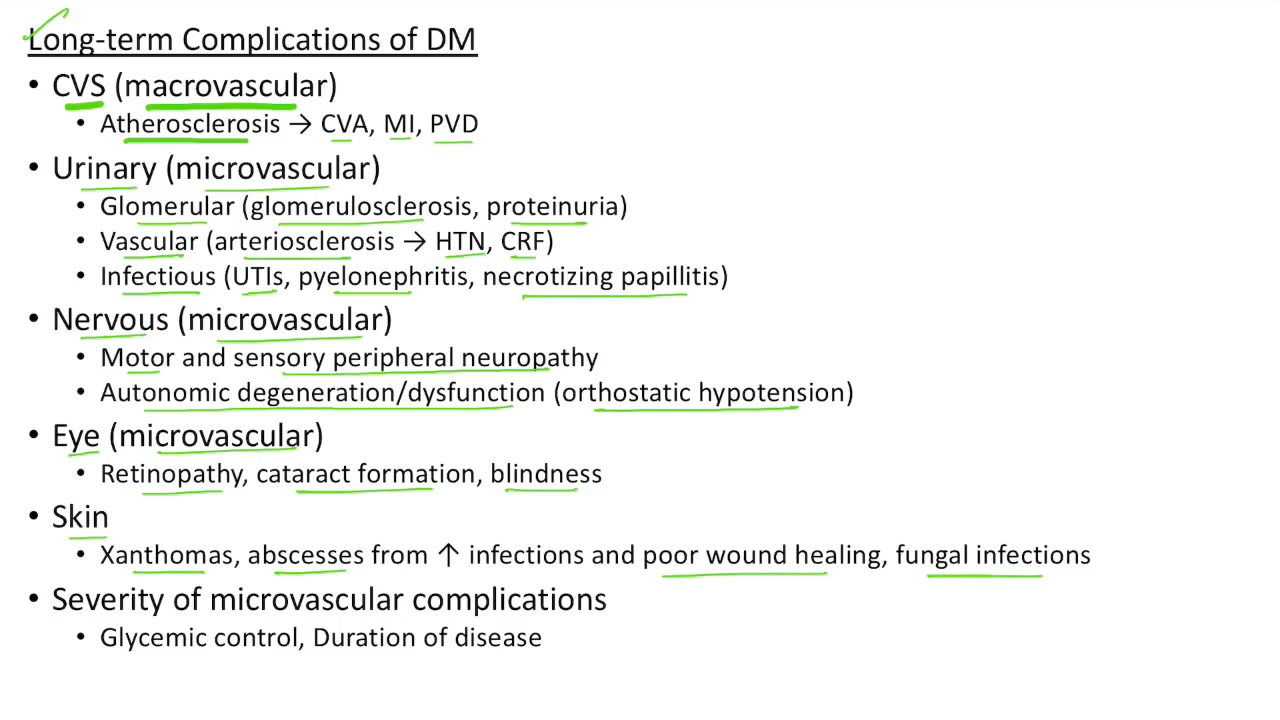 Long-term Complications of DM
• CVS (macrovascular)
• Atherosclerosis → CVA, MI, PVD
• Urinary (microvascular)
• Glomerular (glomerulosclerosis, proteinuria)
• Vascular (arteriosclerosis → HTN, CRF)
• Infectious (UTIs, pyelonephritis, necrotizing papillitis)
• Nervous (microvascular)
• Motor and sensory peripheral neuropathy
• Autonomic degeneration/dysfunction (orthostatic hypotension)
• Eye (microvascular)
• Retinopathy, cataract formation, blindness
• Skin
• Xanthomas, abscesses from ↑ infections and poor wound healing, fungal infections
• Severity of microvascular complications
• Glycemic control, Duration of disease